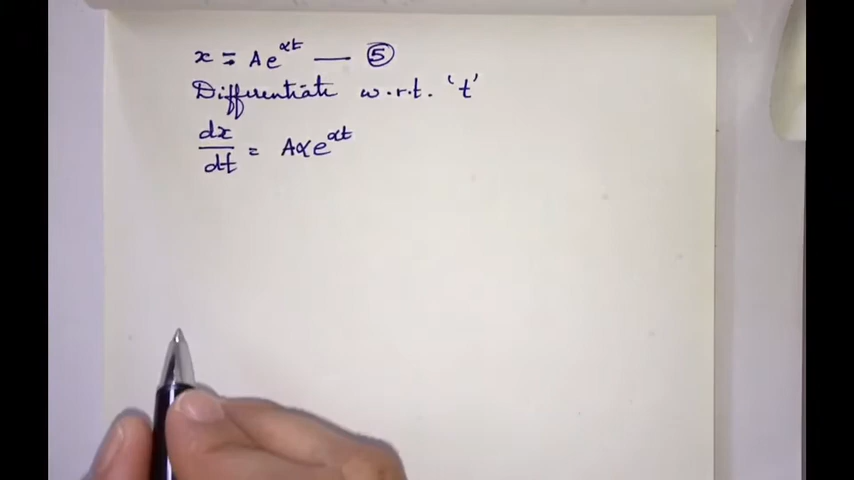 x = Ae^αt — ⑤
Differentiate w.r.t. 't'
dx/dt = Aαe^αt